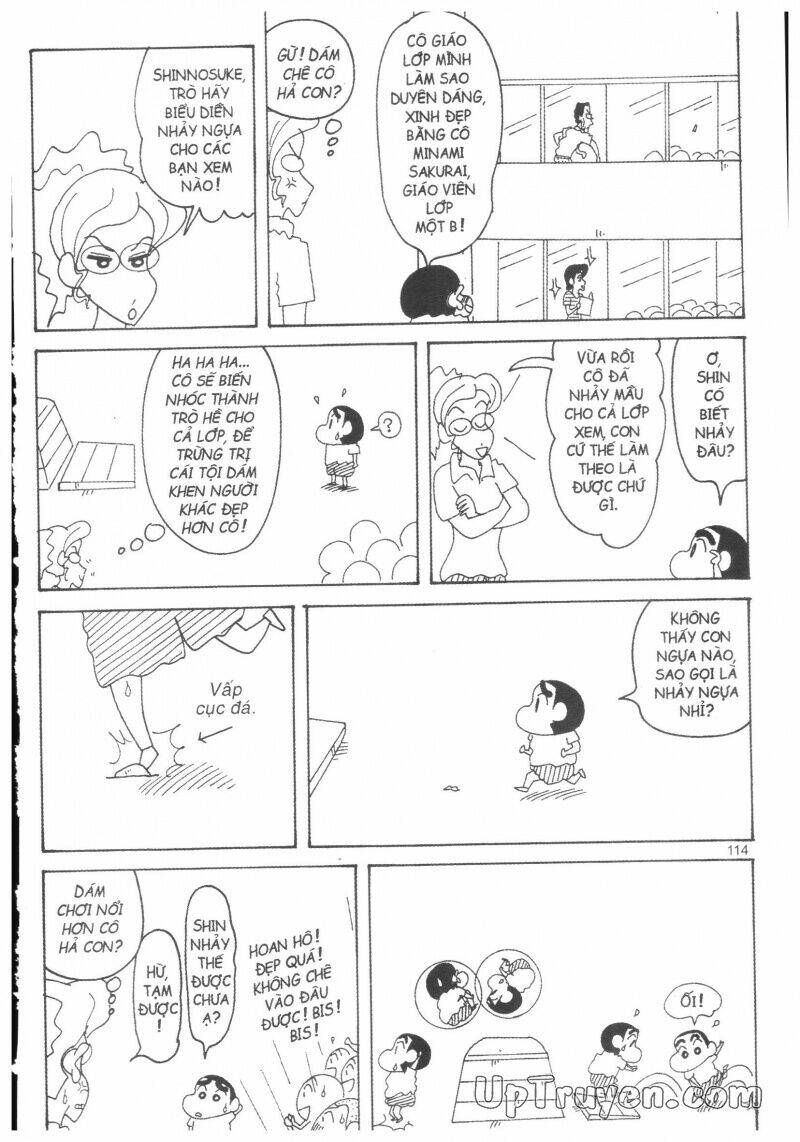 CÔ GIÁO
LỚP MÌNH
LÀM SAO
DUYÊN DÁNG,
XINH ĐẸP
BẰNG CÔ
MINAMI
SAKURAI,
GIÁO VIÊN
LỚP
MỘT B!
GỪ! DÁM
CHÊ CÔ
HẢ CON?
SHINNOSUKE,
TRÒ HÃY
BIỂU DIỄN
NHẢY NGỰA
CHO CÁC
BẠN XEM
NÀO!
Ơ,
SHIN
CÓ
BIẾT
NHẢY
ĐÂU?
VỪA RỒI
CÔ ĐÃ
NHẢY MẪU
CHO CẢ LỚP
XEM, CON
CỨ THẾ LÀM
THEO LÀ
ĐƯỢC CHỨ
GÌ.
?
HA HA HA...
CÔ SẼ BIẾN
NHÓC THÀNH
TRÒ HỀ CHO
CẢ LỚP, ĐỂ
TRỪNG TRỊ
CÁI TỘI DÁM
KHEN NGƯỜI
KHÁC ĐẸP
HƠN CÔ!
KHÔNG
THẤY CON
NGỰA NÀO,
SAO GỌI LÀ
NHẢY NGỰA
NHỈ?
Vấp
cục đá.
114
ỐI!
HOAN HÔ!
ĐẸP QUÁ!
KHÔNG CHÊ
VÀO ĐÂU
ĐƯỢC! BIS!
BIS!
SHIN
NHẢY
THẾ
ĐƯỢC
CHƯA
Ạ?
HỪ,
TẠM
ĐƯỢC
!
DÁM
CHƠI NỔI
HƠN CÔ
HẢ CON?
UpTruyen.com